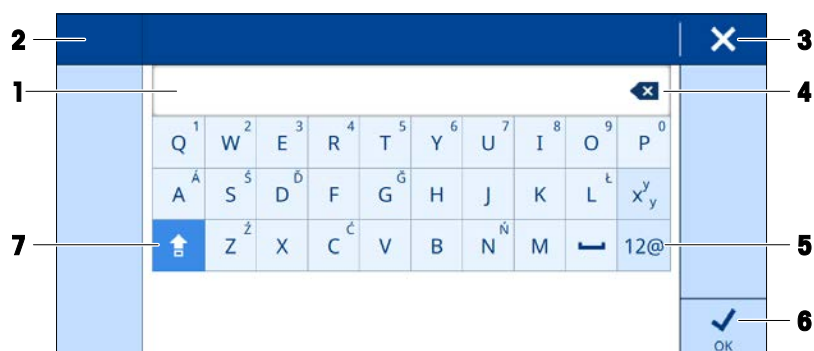 2 3
1 4
Q 1 W 2 E 3 R 4 T 5 Y 6 U 7 I 8 O 9 P 0
A Á S Ś D Ď F G Ğ H J K L Ł xʸᵧ
7 Z Ź X C Ć V B N Ń M 12@ 5
6
OK